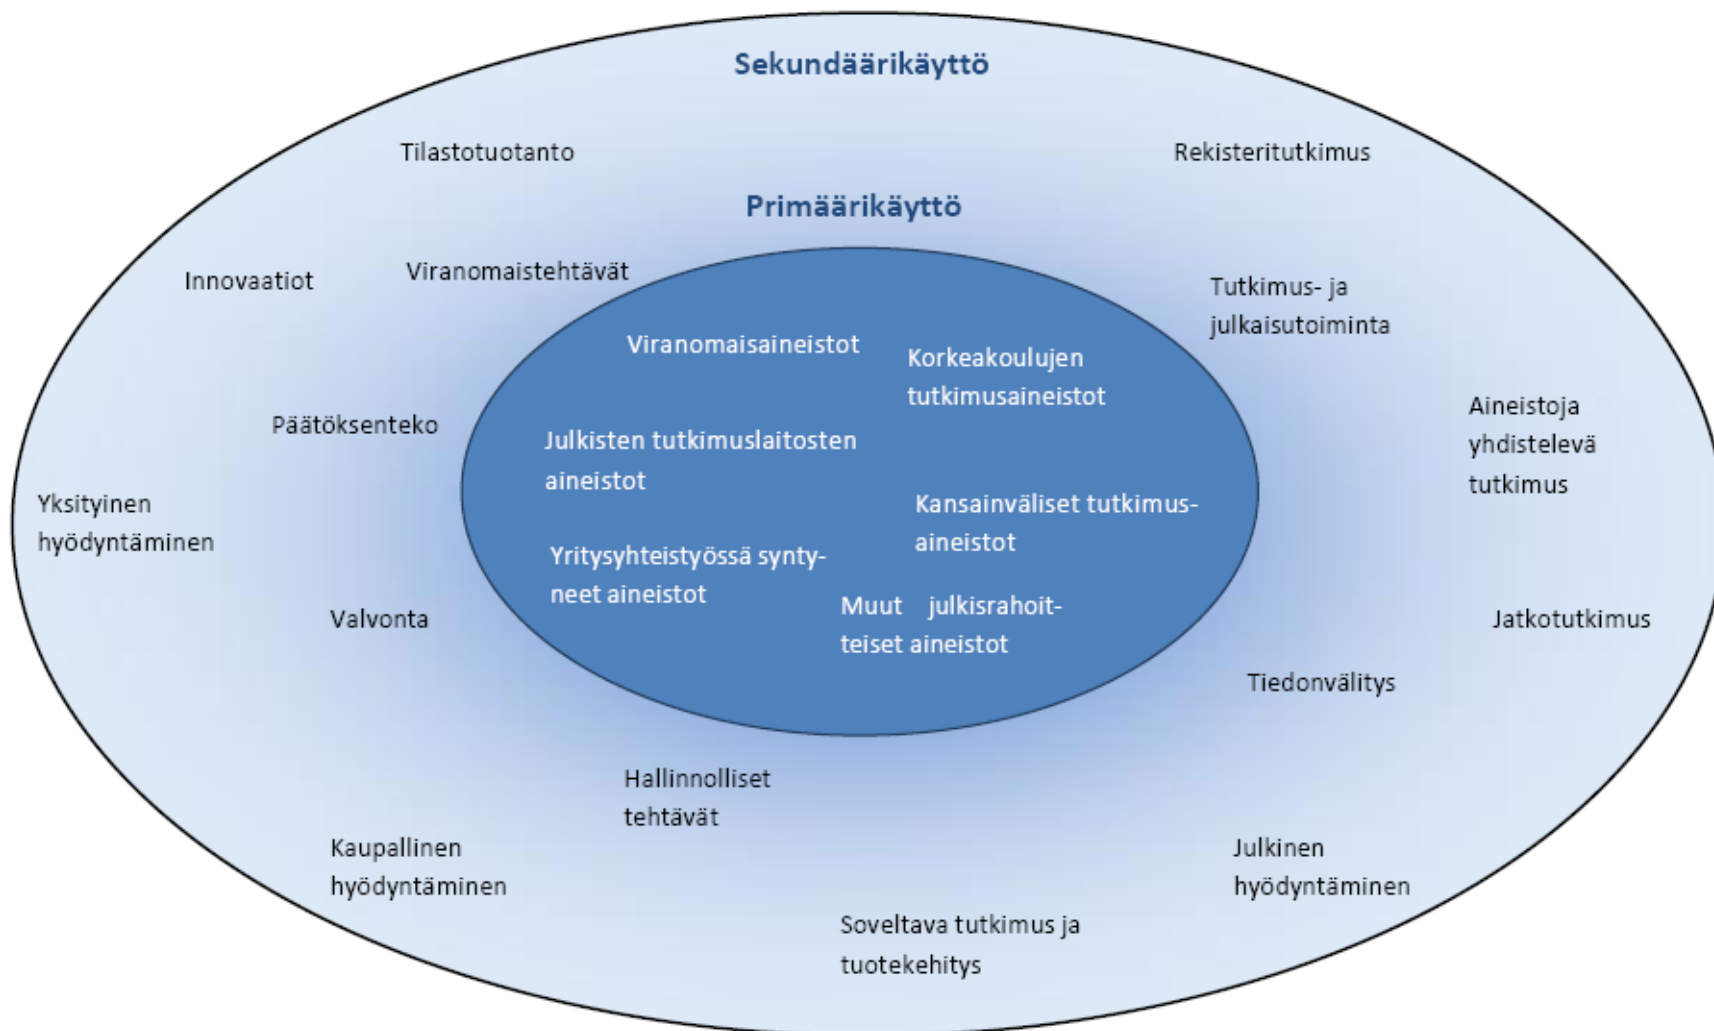 Sekundäärikäyttö
Tilastotuotanto
Rekisteritutkimus
Primäärikäyttö
Innovaatiot
Viranomaistehtävät
Tutkimus- ja
julkaisutoiminta
Viranomaisaineistot
Korkeakoulujen
tutkimusaineistot
Päätöksenteko
Julkisten tutkimuslaitosten
aineistot
Aineistoja
yhdistelevä
tutkimus
Yksityinen
hyödyntäminen
Kansainväliset tutkimus-
aineistot
Yritysyhteistyössä synty-
neet aineistot
Valvonta
Muut julkisrahoit-
teiset aineistot
Jatkotutkimus
Tiedonvälitys
Hallinnolliset
tehtävät
Kaupallinen
hyödyntäminen
Julkinen
hyödyntäminen
Soveltava tutkimus ja
tuotekehitys